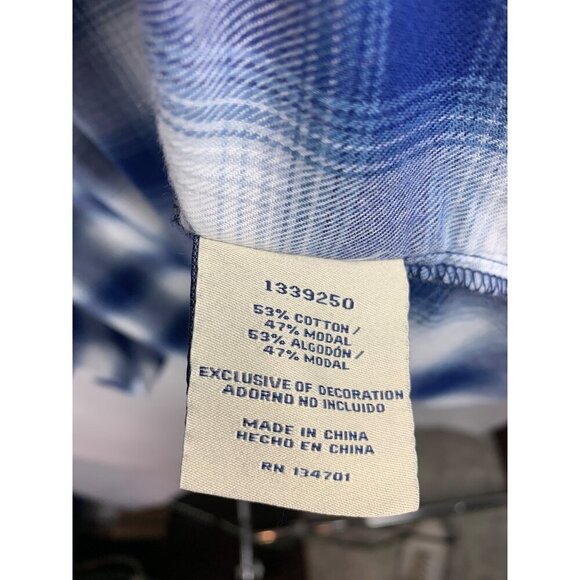 1339250
53% COTTON /
47% MODAL
53% ALGODÓN /
47% MODAL
EXCLUSIVE OF DECORATION
ADORNO NO INCLUIDO
MADE IN CHINA
HECHO EN CHINA
RN 134701